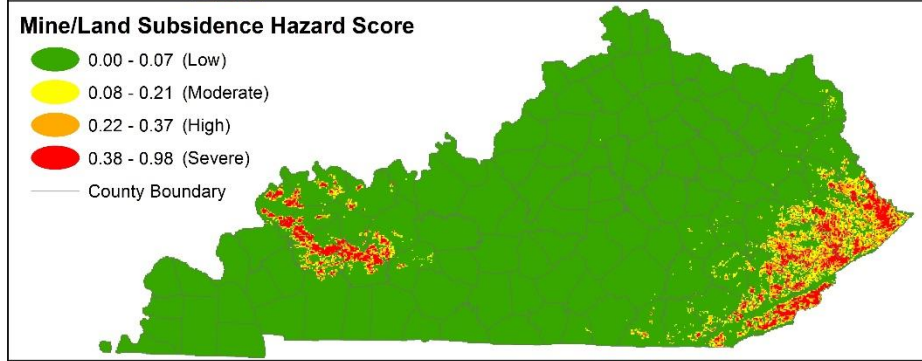 Mine/Land Subsidence Hazard Score
0.00 - 0.07 (Low)
0.08 - 0.21 (Moderate)
0.22 - 0.37 (High)
0.38 - 0.98 (Severe)
County Boundary